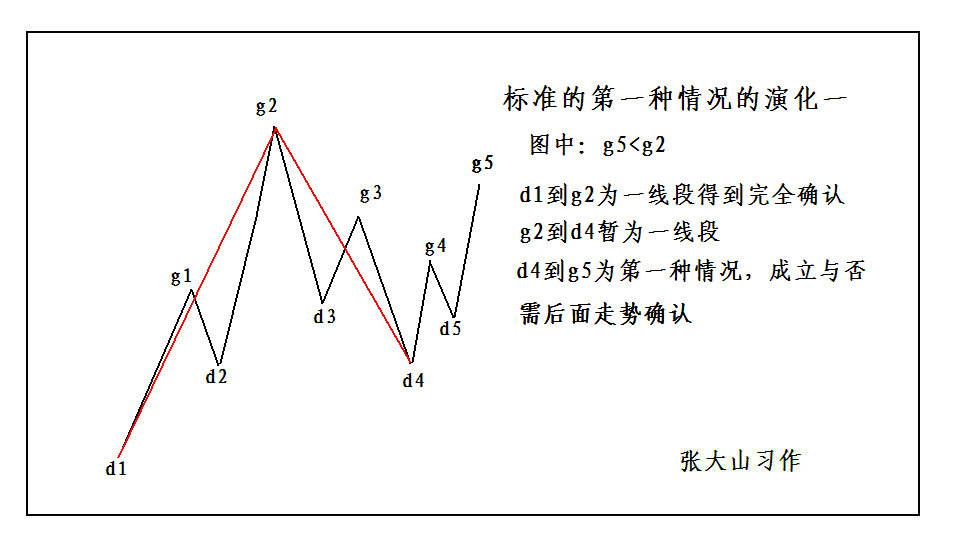 标准的第一种情况的演化一
g2
图中：g5<g2
g5
g3
d1到g2为一线段得到完全确认
g2到d4暂为一线段
g4
g1
d4到g5为第一种情况，成立与否
d3
需后面走势确认
d5
d2
d4
d1
张大山习作